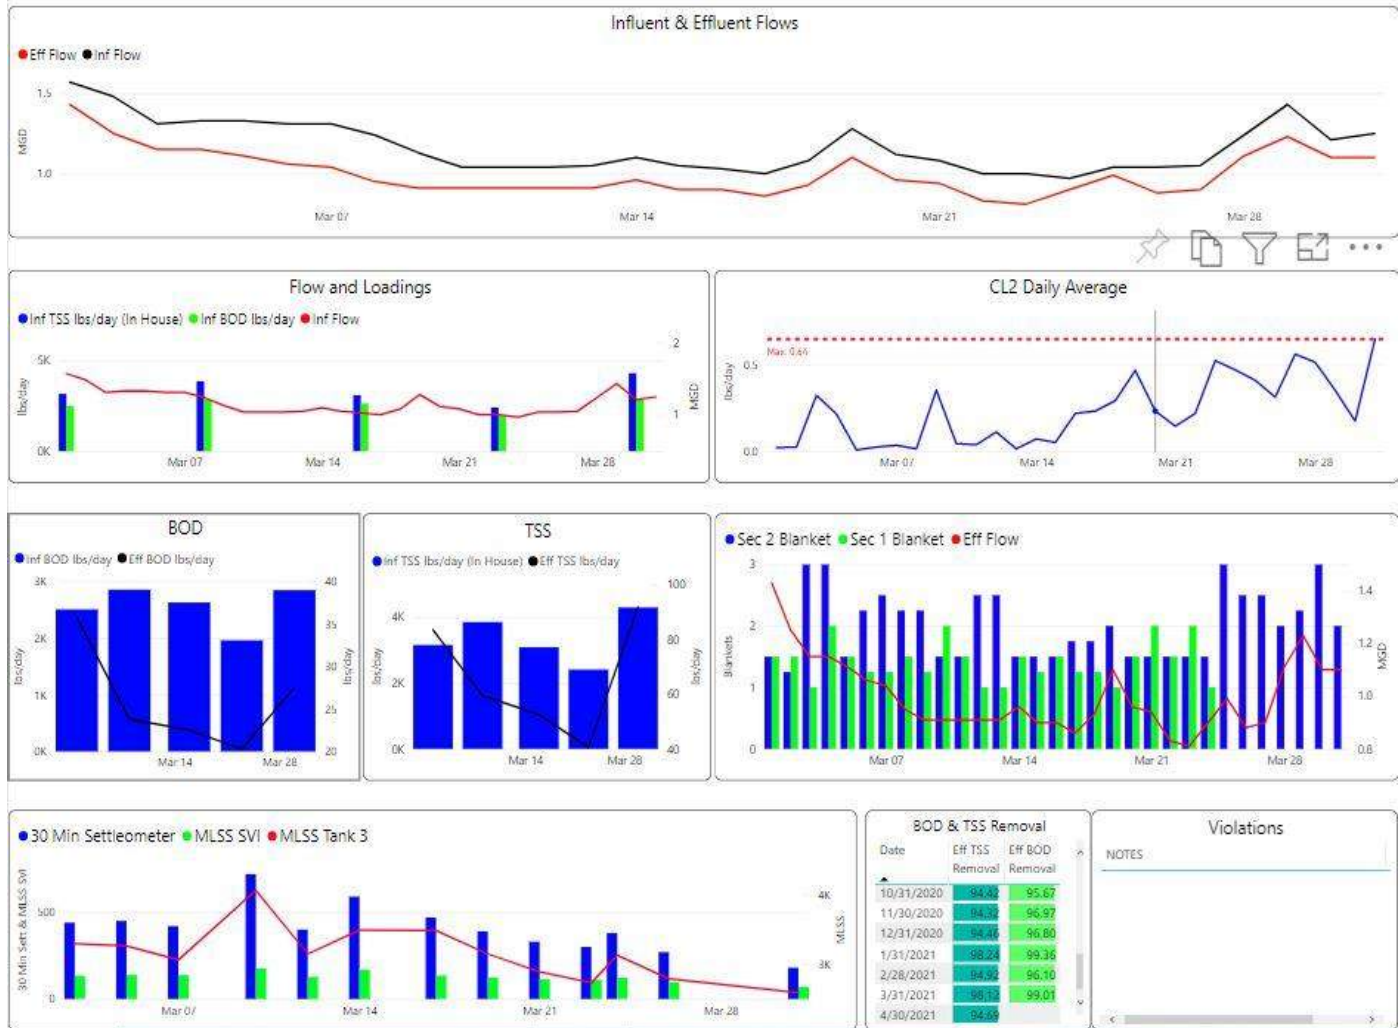 Influent & Effluent Flows
Eff Flow Inf Flow
1.5
MGD
1.0
Mar 07 Mar 14 Mar 21 Mar 28
Flow and Loadings
Inf TSS lbs/day (In House) Inf BOD lbs/day Inf Flow
5K
0K
lbs/day
2
1
MGD
Mar 07 Mar 14 Mar 21 Mar 28
CL2 Daily Average
Max: 0.64
0.5
lbs/day
0.0
Mar 07 Mar 14 Mar 21 Mar 28
BOD
Inf BOD lbs/day Eff BOD lbs/day
3K
2K
1K
0K
lbs/day
40
35
30
25
20
lbs/day
Mar 14 Mar 28
TSS
Inf TSS lbs/day (In House) Eff TSS lbs/day
4K
2K
0K
lbs/day
100
80
60
40
lbs/day
Mar 14 Mar 28
Sec 2 Blanket Sec 1 Blanket Eff Flow
3
2
1
0
Blankets
1.4
1.2
1.0
0.8
MGD
Mar 07 Mar 14 Mar 21 Mar 28
30 Min Settleometer MLSS SVI MLSS Tank 3
500
0
30 Min Sett & MLSS SVI
4K
3K
MLSS
Mar 07 Mar 14 Mar 21 Mar 28
BOD & TSS Removal
Date Eff TSS Removal Eff BOD Removal
10/31/2020 94.42 95.67
11/30/2020 94.32 96.97
12/31/2020 94.46 96.80
1/31/2021 98.24 99.36
2/28/2021 94.92 96.10
3/31/2021 98.12 99.01
4/30/2021 94.69
Violations
NOTES